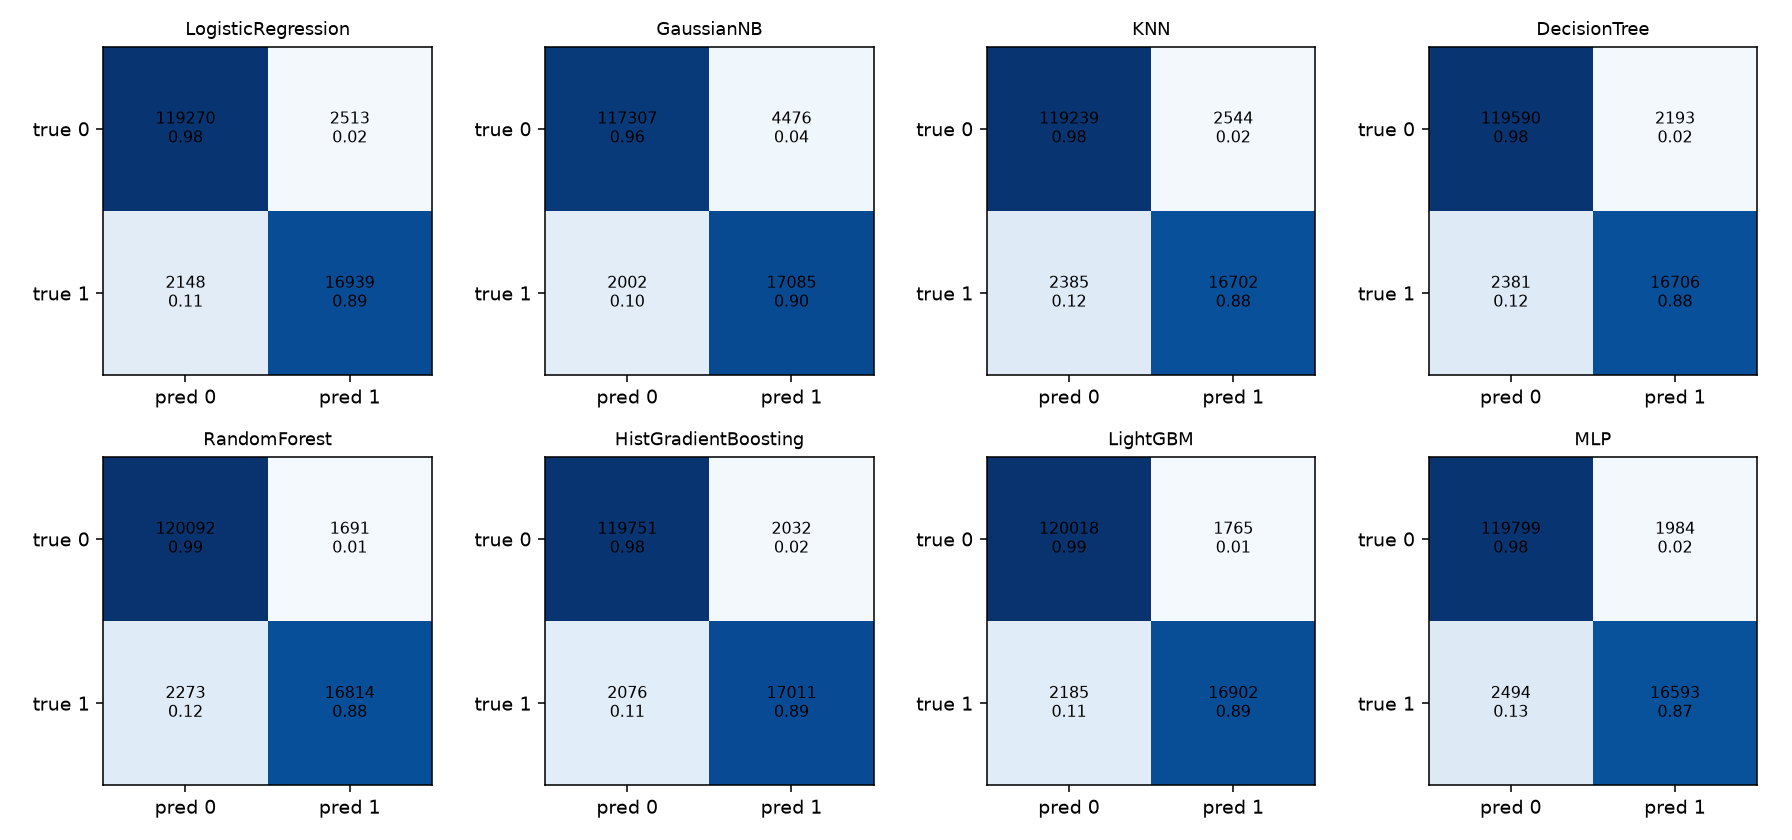 LogisticRegression
true 0
119270
0.98
2513
0.02
true 1
2148
0.11
16939
0.89
pred 0
pred 1
GaussianNB
true 0
117307
0.96
4476
0.04
true 1
2002
0.10
17085
0.90
pred 0
pred 1
KNN
true 0
119239
0.98
2544
0.02
true 1
2385
0.12
16702
0.88
pred 0
pred 1
DecisionTree
true 0
119590
0.98
2193
0.02
true 1
2381
0.12
16706
0.88
pred 0
pred 1
RandomForest
true 0
120092
0.99
1691
0.01
true 1
2273
0.12
16814
0.88
pred 0
pred 1
HistGradientBoosting
true 0
119751
0.98
2032
0.02
true 1
2076
0.11
17011
0.89
pred 0
pred 1
LightGBM
true 0
120018
0.99
1765
0.01
true 1
2185
0.11
16902
0.89
pred 0
pred 1
MLP
true 0
119799
0.98
1984
0.02
true 1
2494
0.13
16593
0.87
pred 0
pred 1